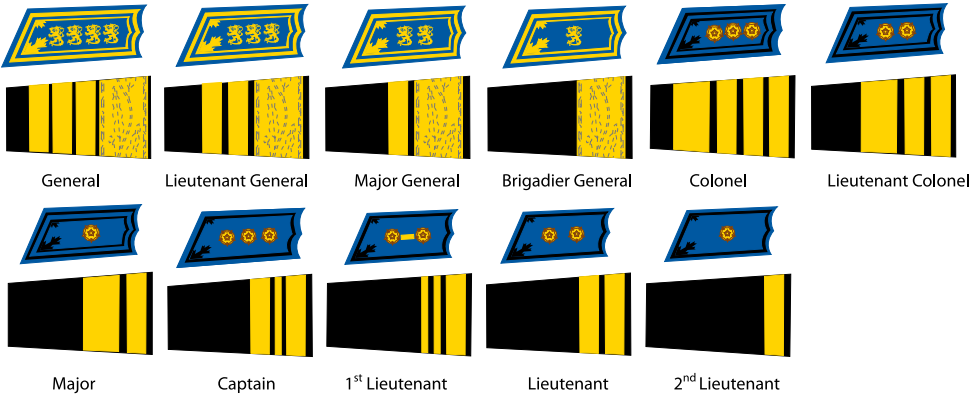 General Lieutenant General Major General Brigadier General Colonel Lieutenant Colonel
Major Captain 1st Lieutenant Lieutenant 2nd Lieutenant